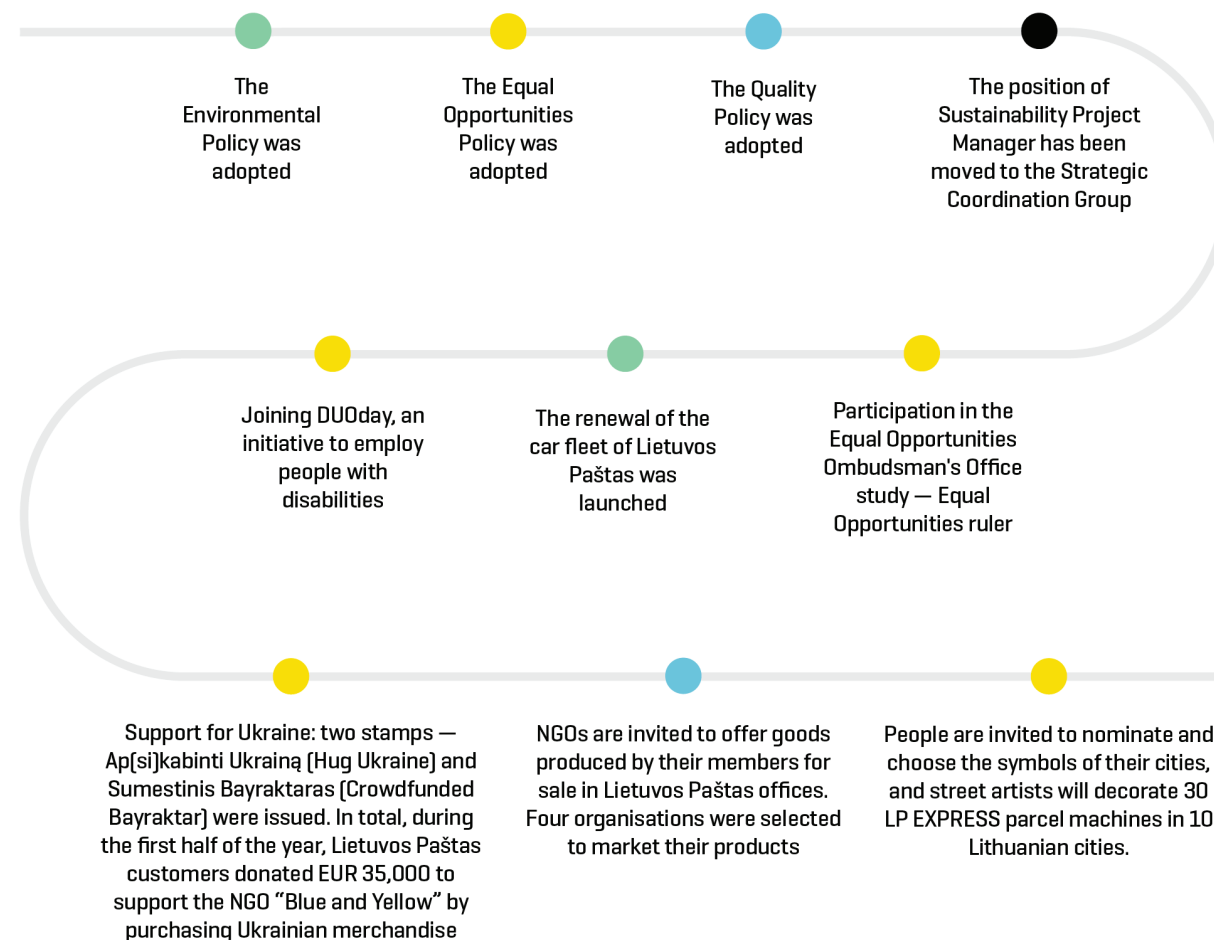 The
Environmental
Policy was
adopted
The Equal
Opportunities
Policy was
adopted
The Quality
Policy was
adopted
The position of
Sustainability Project
Manager has been
moved to the Strategic
Coordination Group
Joining DUOday, an
initiative to employ
people with
disabilities
The renewal of the
car fleet of Lietuvos
Paštas was
launched
Participation in the
Equal Opportunities
Ombudsman's Office
study — Equal
Opportunities ruler
Support for Ukraine: two stamps —
Ap(si)kabinti Ukrainą (Hug Ukraine) and
Sumestinis Bayraktaras (Crowdfunded
Bayraktar) were issued. In total, during
the first half of the year, Lietuvos Paštas
customers donated EUR 35,000 to
support the NGO “Blue and Yellow” by
purchasing Ukrainian merchandise
NGOs are invited to offer goods
produced by their members for
sale in Lietuvos Paštas offices.
Four organisations were selected
to market their products
People are invited to nominate and
choose the symbols of their cities,
and street artists will decorate 30
LP EXPRESS parcel machines in 10
Lithuanian cities.